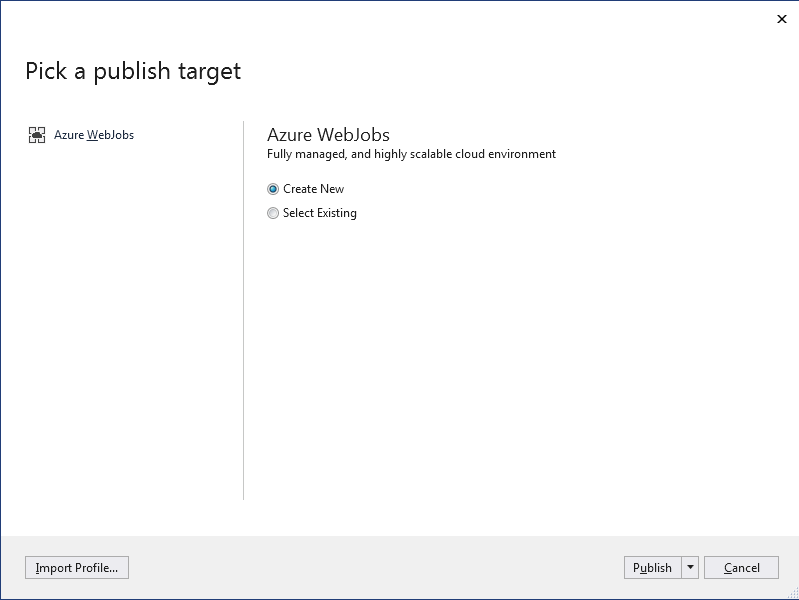 Pick a publish target
Azure WebJobs
Azure WebJobs
Fully managed, and highly scalable cloud environment
Create New
Select Existing
Import Profile...
Publish
Cancel